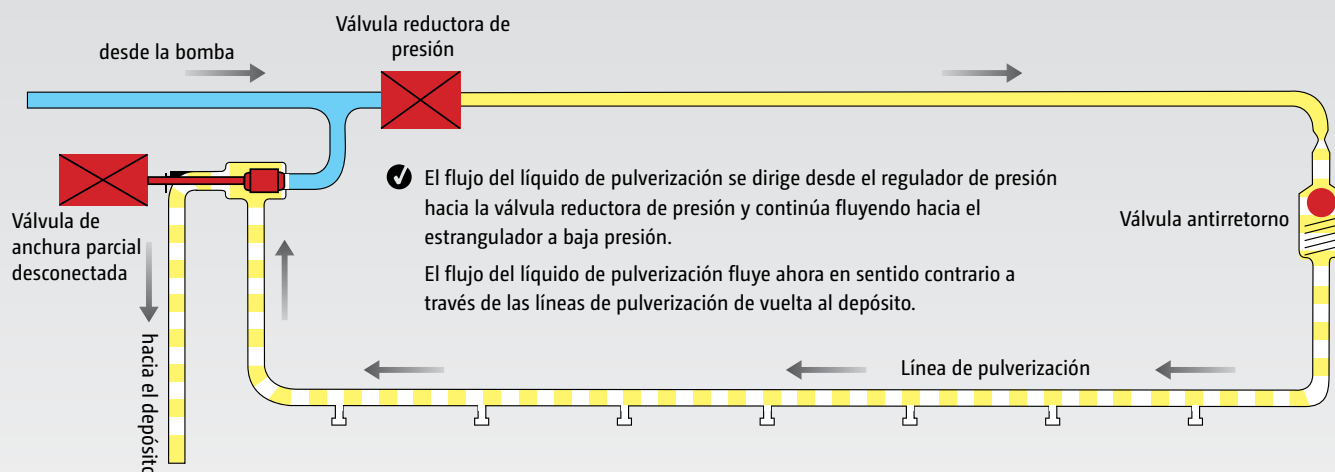 Válvula reductora de
presión
desde la bomba
El flujo del líquido de pulverización se dirige desde el regulador de presión
hacia la válvula reductora de presión y continúa fluyendo hacia el
estrangulador a baja presión.
El flujo del líquido de pulverización fluye ahora en sentido contrario a
través de las líneas de pulverización de vuelta al depósito.
Válvula de
anchura parcial
desconectada
Válvula antirretorno
hacia el depósito
Línea de pulverización